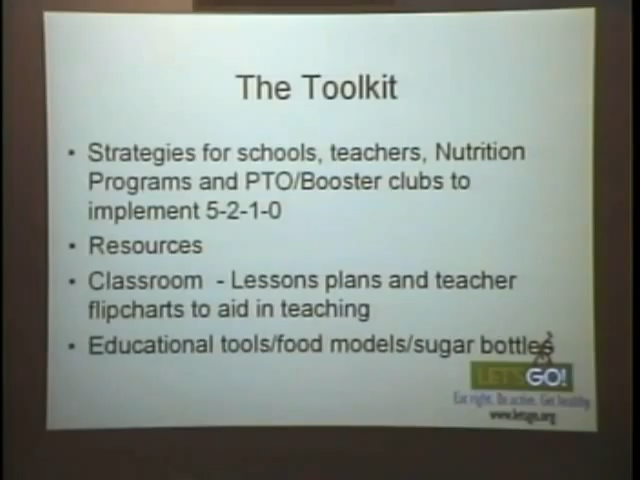 The Toolkit
• Strategies for schools, teachers, Nutrition
Programs and PTO/Booster clubs to
implement 5-2-1-0
• Resources
• Classroom - Lessons plans and teacher
flipcharts to aid in teaching
• Educational tools/food models/sugar bottles
LET'S GO!
Eat right. Be active. Get healthy.
www.letsgo.org